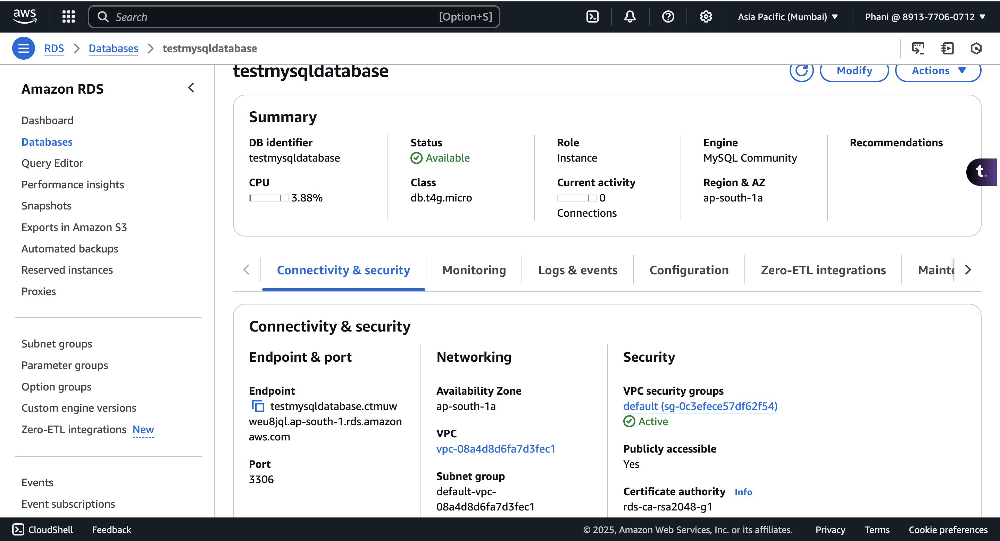 aws
Search [Option+S]
Asia Pacific (Mumbai)
Phani @ 8913-7706-0712
RDS
Databases
testmysqldatabase
Amazon RDS
Dashboard
Databases
Query Editor
Performance insights
Snapshots
Exports in Amazon S3
Automated backups
Reserved instances
Proxies
Subnet groups
Parameter groups
Option groups
Custom engine versions
Zero-ETL integrations New
Events
Event subscriptions
testmysqldatabase
Modify
Actions
Summary
DB identifier
testmysqldatabase
CPU
3.88%
Status
Available
Class
db.t4g.micro
Role
Instance
Current activity
0
Connections
Engine
MySQL Community
Region & AZ
ap-south-1a
Recommendations
t.
Connectivity & security
Monitoring
Logs & events
Configuration
Zero-ETL integrations
Mainte
Connectivity & security
Endpoint & port
Endpoint
testmysqldatabase.ctmuw
weu8jql.ap-south-1.rds.amazon
aws.com
Port
3306
Networking
Availability Zone
ap-south-1a
VPC
vpc-08a4d8d6fa7d3fec1
Subnet group
default-vpc-
08a4d8d6fa7d3fec1
Security
VPC security groups
default (sg-0c3efece57df62f54)
Active
Publicly accessible
Yes
Certificate authority Info
rds-ca-rsa2048-g1
CloudShell
Feedback
© 2025, Amazon Web Services, Inc. or its affiliates.
Privacy
Terms
Cookie preferences